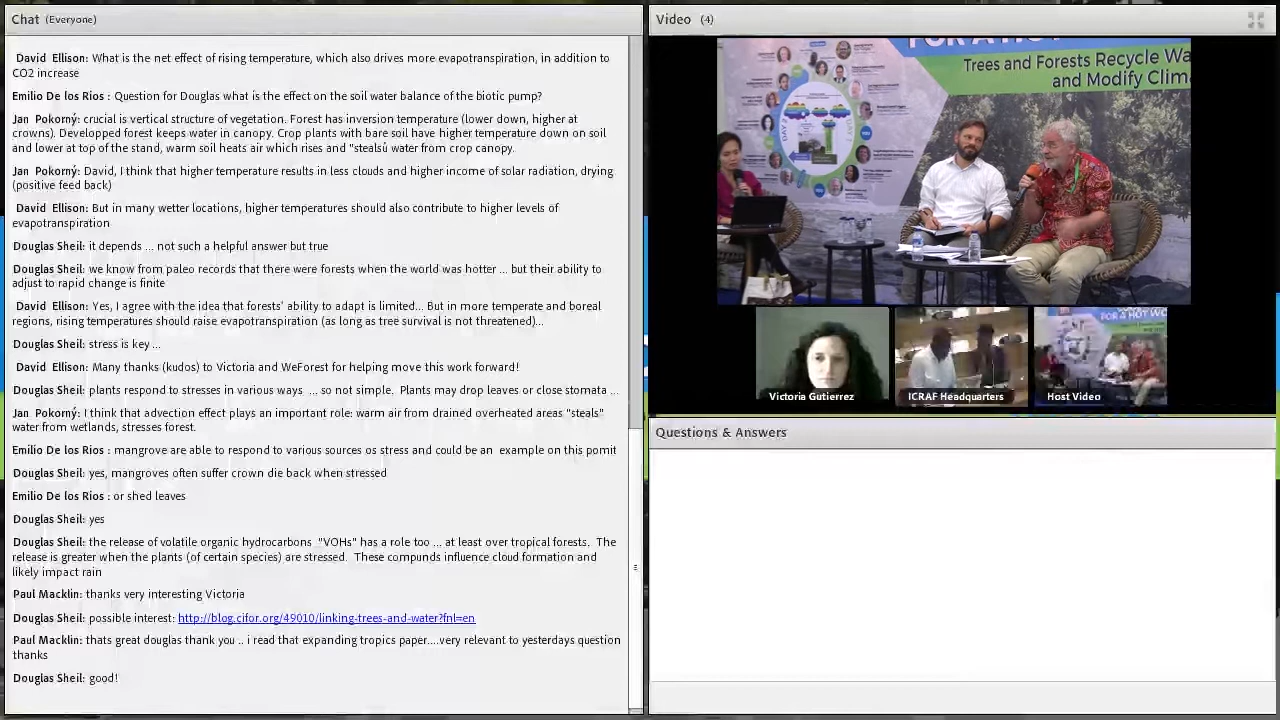 Chat (Everyone)
David Ellison: What is the net effect of rising temperature, which also drives more evapotranspiration, in addition to
CO2 increase
Emilio De los Rios : Question for Douglas what is the effect on the soil water balance of the biotic pump?
Jan Pokorný: crucial is vertical structure of vegetation. Forest has inversion temperature (lower down, higher at
crowns). Developed forest keeps water in canopy. Crop plants with bare soil have higher temperature down on soil
and lower at top of the stand, warm soil heats air which rises and "stealsů water from crop canopy.
Jan Pokorný: David, I think that higher temperature results in less clouds and higher income of solar radiation, drying
(positive feed back)
David Ellison: But in many wetter locations, higher temperatures should also contribute to higher levels of
evapotranspiration
Douglas Sheil: it depends ... not such a helpful answer but true
Douglas Sheil: we know from paleo records that there were forests when the world was hotter ... but their ability to
adjust to rapid change is finite
David Ellison: Yes, I agree with the idea that forests' ability to adapt is limited... But in more temperate and boreal
regions, rising temperatures should raise evapotranspiration (as long as tree survival is not threatened)...
Douglas Sheil: stress is key ...
David Ellison: Many thanks (kudos) to Victoria and WeForest for helping move this work forward!
Douglas Sheil: plants respond to stresses in various ways ... so not simple. Plants may drop leaves or close stomata ...
Jan Pokorný: I think that advection effect plays an important role: warm air from drained overheated areas "steals"
water from wetlands, stresses forest.
Emilio De los Rios : mangrove are able to respond to various sources os stress and could be an example on this pomit
Douglas Sheil: yes, mangroves often suffer crown die back when stressed
Emilio De los Rios : or shed leaves
Douglas Sheil: yes
Douglas Sheil: the release of volatile organic hydrocarbons "VOHs" has a role too ... at least over tropical forests. The
release is greater when the plants (of certain species) are stressed. These compunds influence cloud formation and
likely impact rain
Paul Macklin: thanks very interesting Victoria
Douglas Sheil: possible interest: http://blog.cifor.org/49010/linking-trees-and-water?fnl=en
Paul Macklin: thats great douglas thank you .. i read that expanding tropics paper....very relevant to yesterdays question
thanks
Douglas Sheil: good!
Video (4)
FOR A HOT
Trees and Forests Recycle Wa
and Modify Clim
DAY 2
Victoria Gutierrez
ICRAF Headquarters
FOR A HOT WO
Host Video
Questions & Answers